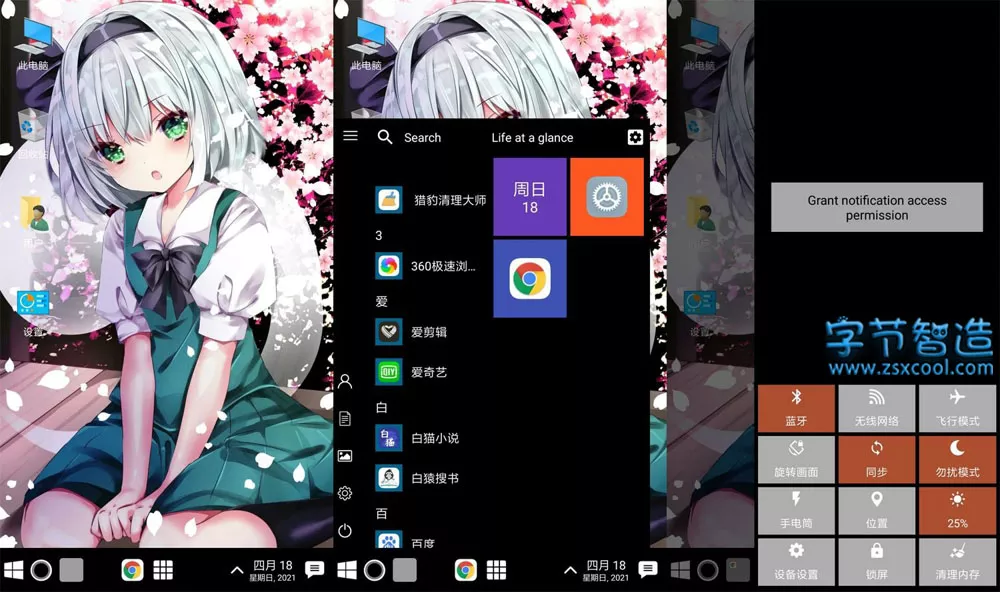 此电脑
回收站
用户
设置
四月 18
星期日, 2021
此电脑
Search
Life at a glance
猎豹清理大师
3
360极速浏...
爱
爱剪辑
爱奇艺
白
白猫小说
白猿搜书
百
百度
周日
18
QIY
白猫
四月 18
星期日, 2021
此电脑
设置
Grant notification access
permission
字节智造
www.zsxcool.com
蓝牙
无线网络
飞行模式
旋转画面
同步
勿扰模式
手电筒
位置
25%
设备设置
锁屏
清理内存